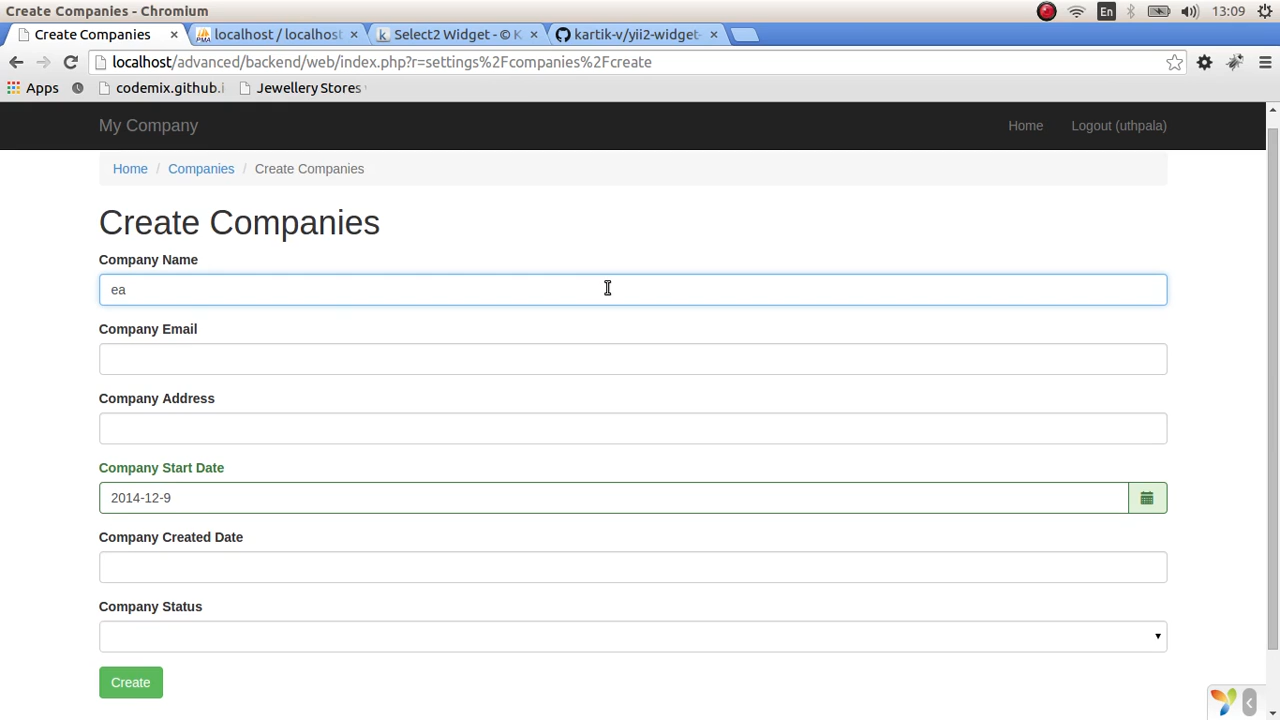 Create Companies - Chromium
En
13:09
Create Companies
localhost / localhost
Select2 Widget - © K
kartik-v/yii2-widget-
localhost/advanced/backend/web/index.php?r=settings%2Fcompanies%2Fcreate
Apps
codemix.github.i
Jewellery Stores
My Company
Home
Logout (uthpala)
Home / Companies / Create Companies
Create Companies
Company Name
ea
Company Email
Company Address
Company Start Date
2014-12-9
Company Created Date
Company Status
Create